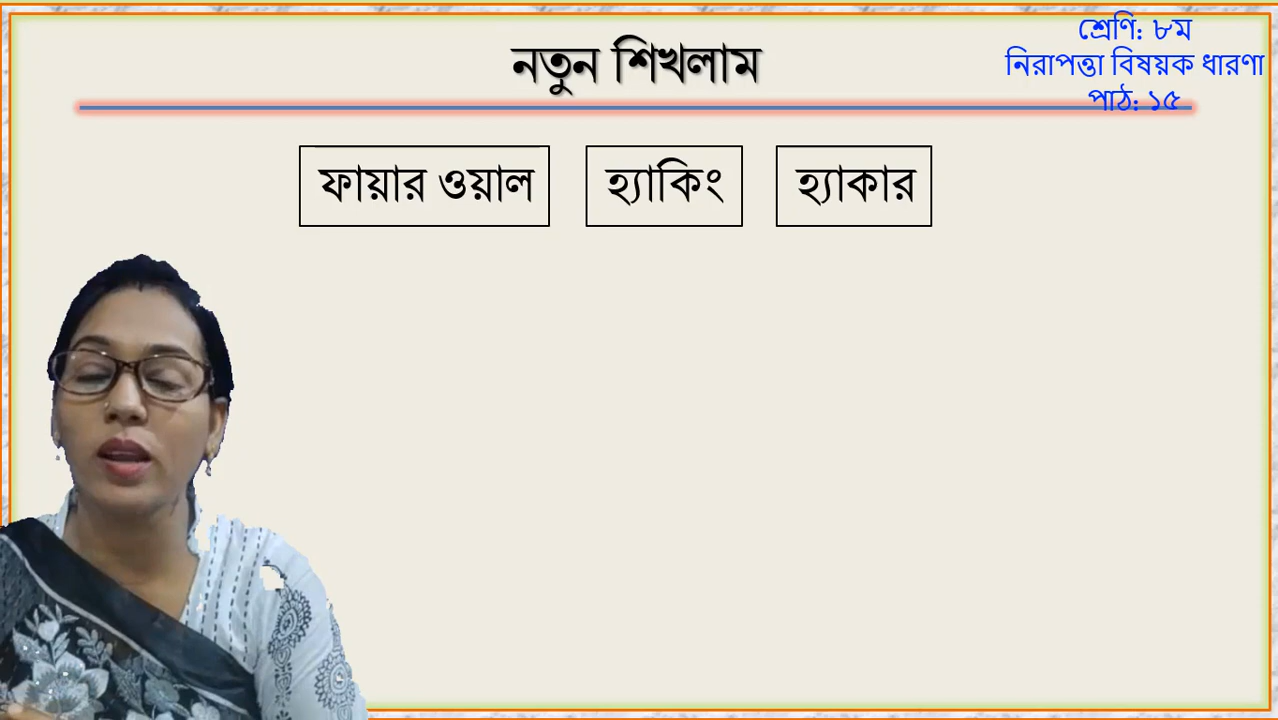 নতুন শিখলাম
শ্রেণি: ৮ম
নিরাপত্তা বিষয়ক ধারণা
পাঠ: ১৫
ফায়ার ওয়াল
হ্যাকিং
হ্যাকার